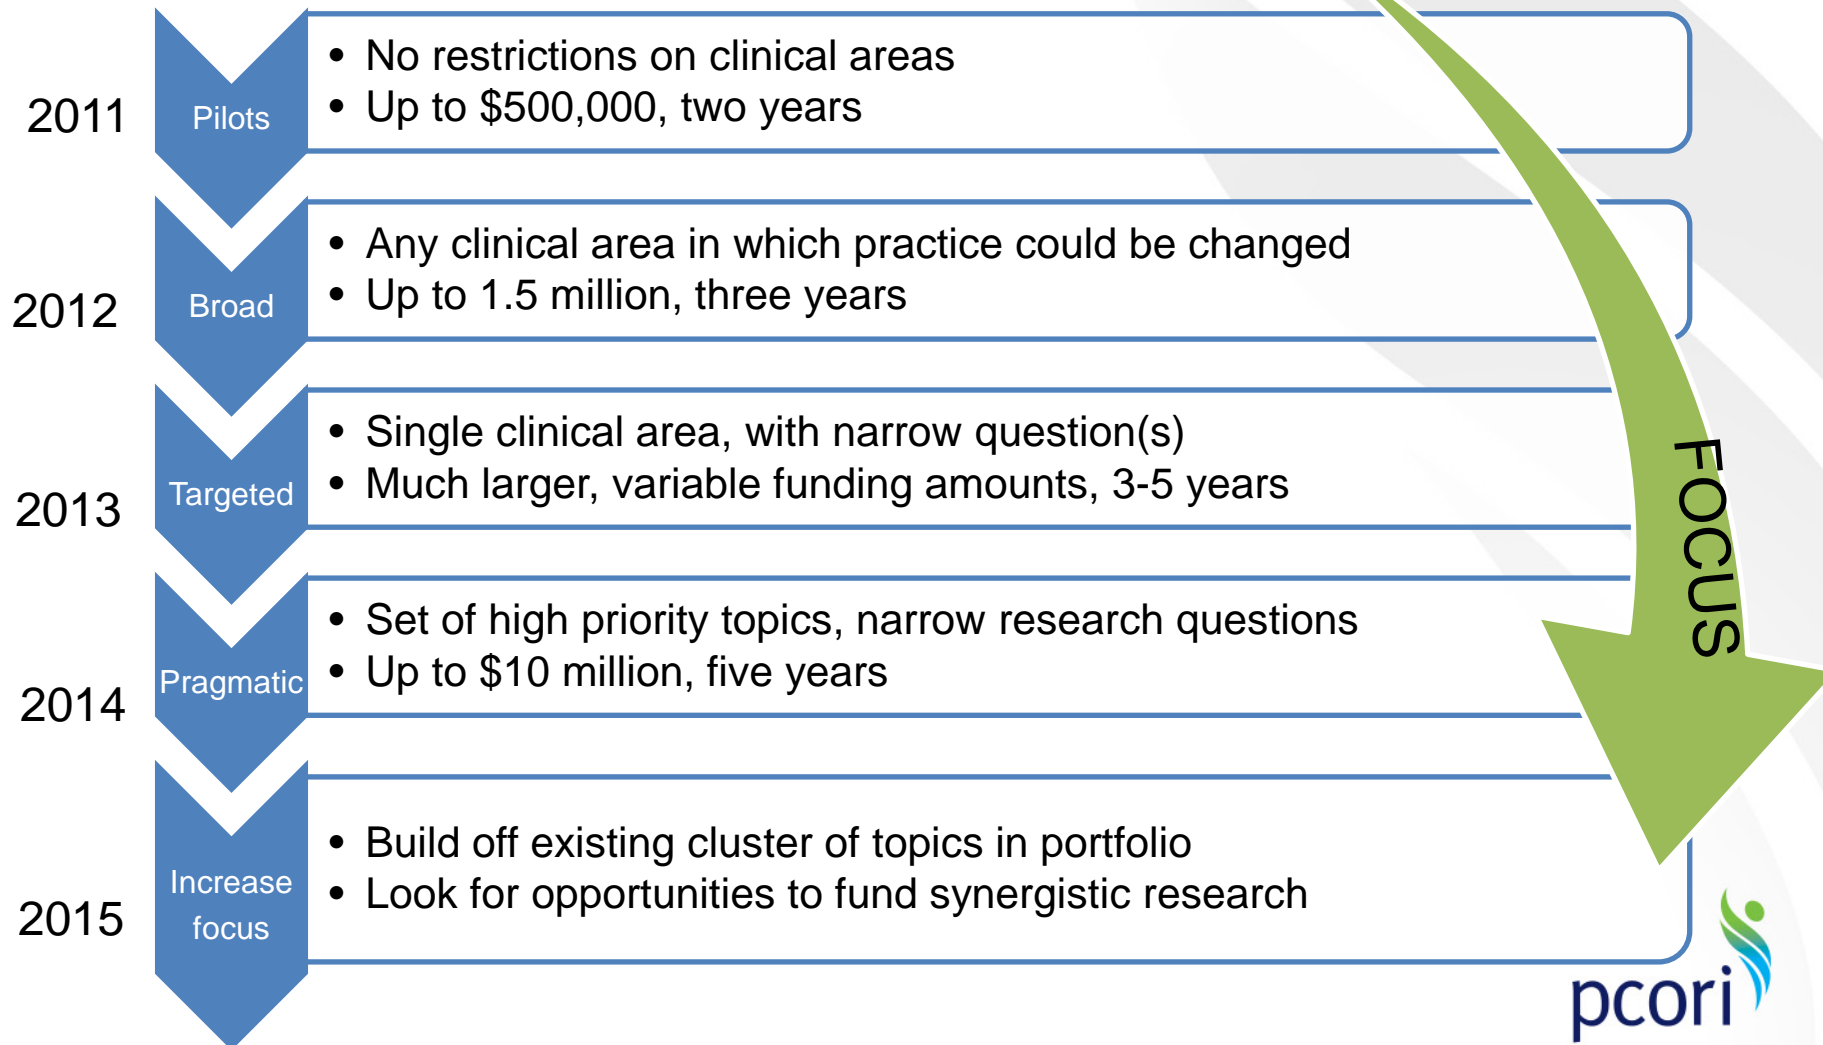 2011
Pilots
• No restrictions on clinical areas
• Up to $500,000, two years
2012
Broad
• Any clinical area in which practice could be changed
• Up to 1.5 million, three years
2013
Targeted
• Single clinical area, with narrow question(s)
• Much larger, variable funding amounts, 3-5 years
2014
Pragmatic
• Set of high priority topics, narrow research questions
• Up to $10 million, five years
2015
Increase
focus
• Build off existing cluster of topics in portfolio
• Look for opportunities to fund synergistic research
FOCUS
pcori